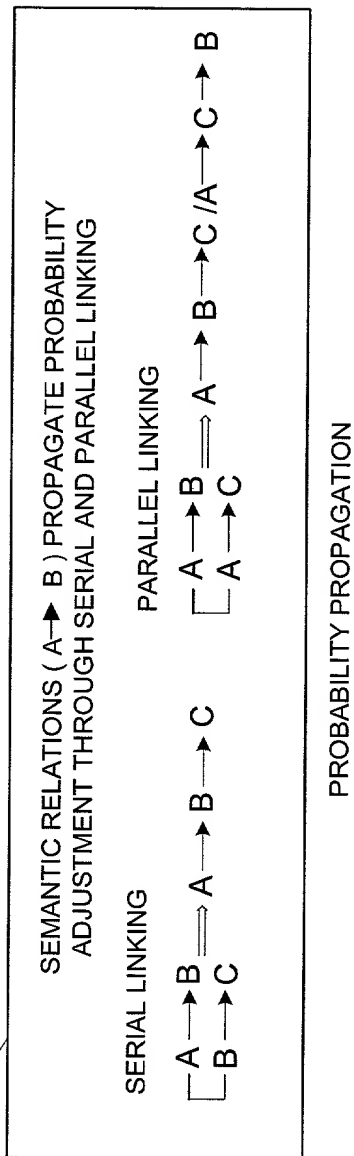 SEMANTIC RELATIONS ( A → B ) PROPAGATE PROBABILITY
ADJUSTMENT THROUGH SERIAL AND PARALLEL LINKING
SERIAL LINKING
A → B ⇒ A → B → C
B → C
PARALLEL LINKING
A → B ⇒ A → B → C /A → C → B
A → C
PROBABILITY PROPAGATION